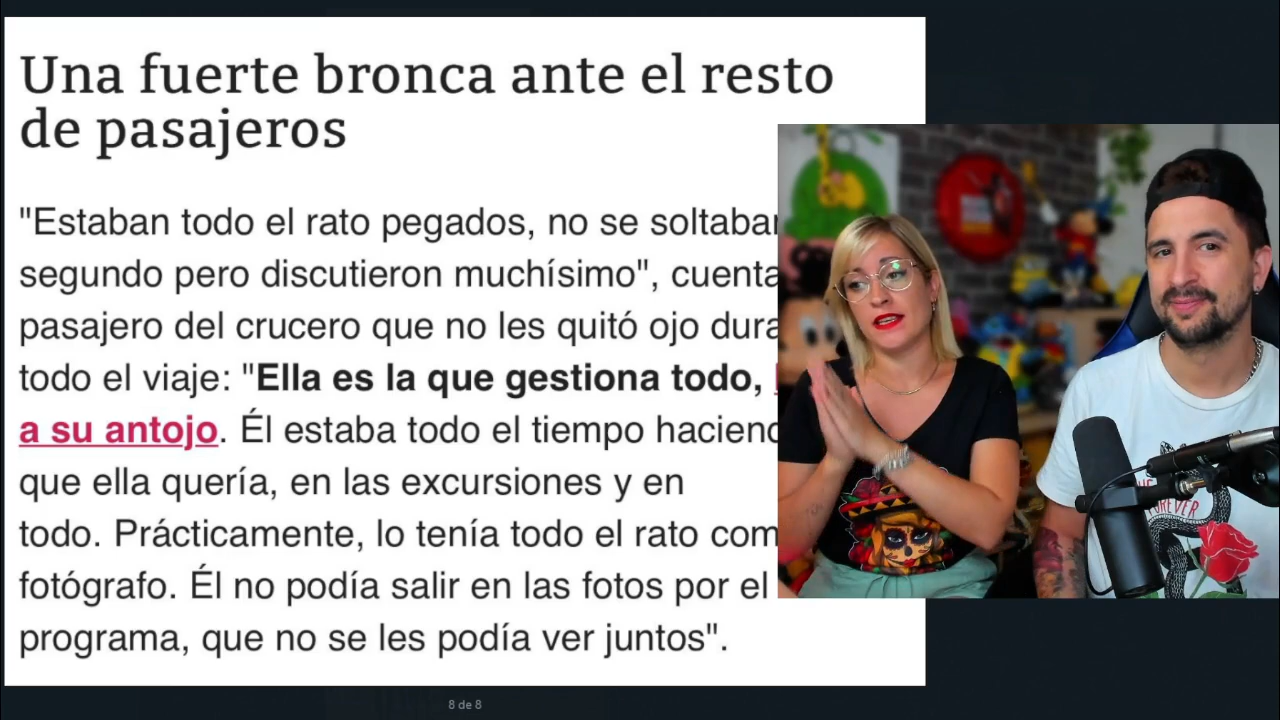 Una fuerte bronca ante el resto
de pasajeros
"Estaban todo el rato pegados, no se soltaban
segundo pero discutieron muchísimo", cuenta
pasajero del crucero que no les quitó ojo
todo el viaje: "Ella es la que gestiona todo,
a su antojo. Él estaba todo el tiempo
que ella quería, en las excursiones y en
todo. Prácticamente, lo tenía todo el rato
fotógrafo. Él no podía salir en las fotos por el
programa, que no se les podía ver juntos".
FOREVER
8 de 8